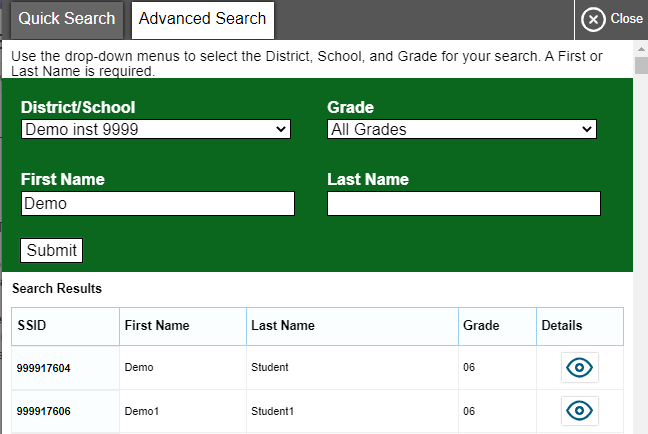 Quick Search
Advanced Search
Close
Use the drop-down menus to select the District, School, and Grade for your search. A First or
Last Name is required.
District/School
Grade
Demo inst 9999
All Grades
First Name
Last Name
Demo
Submit
Search Results
SSID First Name Last Name Grade Details
999917604 Demo Student 06
999917606 Demo1 Student1 06